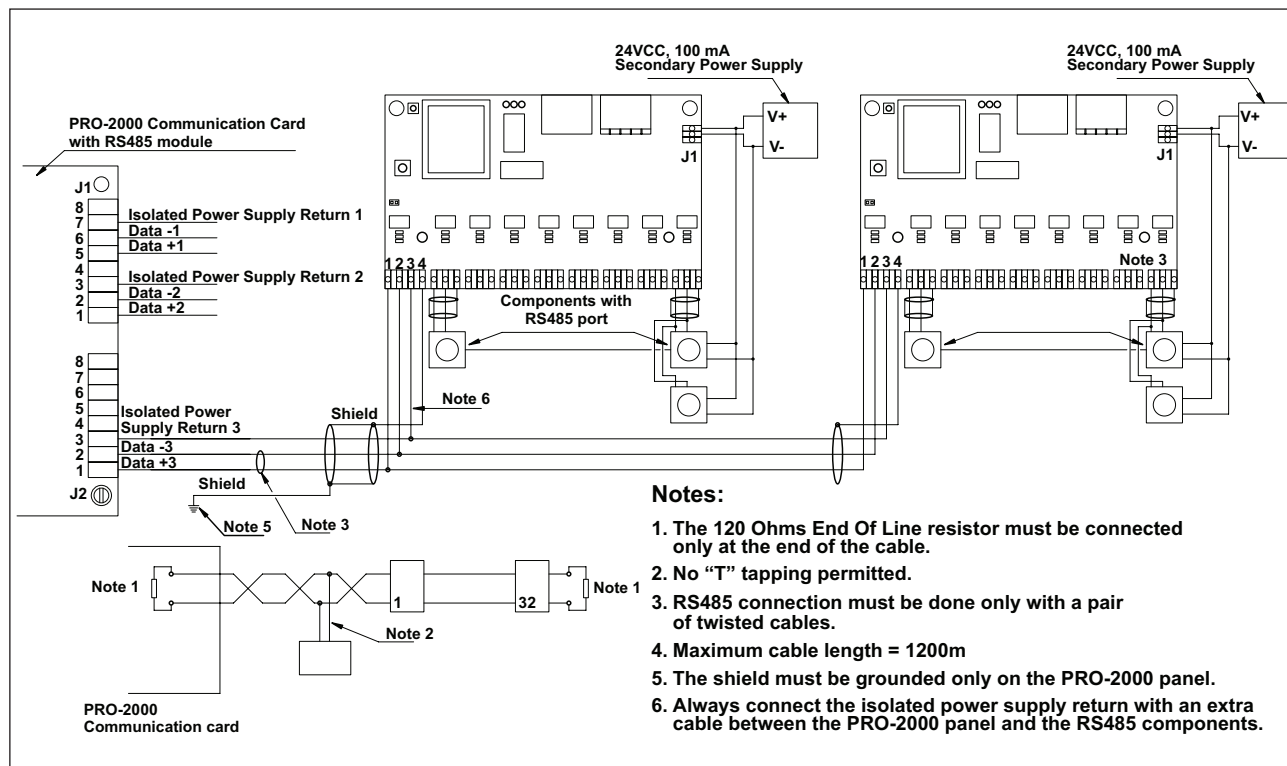 24VCC, 100 mA
Secondary Power Supply
24VCC, 100 mA
Secondary Power Supply
PRO-2000 Communication Card
with RS485 module
V+
V-
J1
V+
V-
J1
J1
8
7
6
5
4
3
2
1
Isolated Power Supply Return 1
Data -1
Data +1
Isolated Power Supply Return 2
Data -2
Data +2
1 2 3 4
Components with
RS485 port
1 2 3 4
Note 3
8
7
6
5
4
3
2
1
J2
Isolated Power
Supply Return 3
Data -3
Data +3
Shield
Note 6
Shield
Note 5
Note 3
Note 1
1
32
Note 1
Note 2
PRO-2000
Communication card
Notes:
1. The 120 Ohms End Of Line resistor must be connected
only at the end of the cable.
2. No “T” tapping permitted.
3. RS485 connection must be done only with a pair
of twisted cables.
4. Maximum cable length = 1200m
5. The shield must be grounded only on the PRO-2000 panel.
6. Always connect the isolated power supply return with an extra
cable between the PRO-2000 panel and the RS485 components.